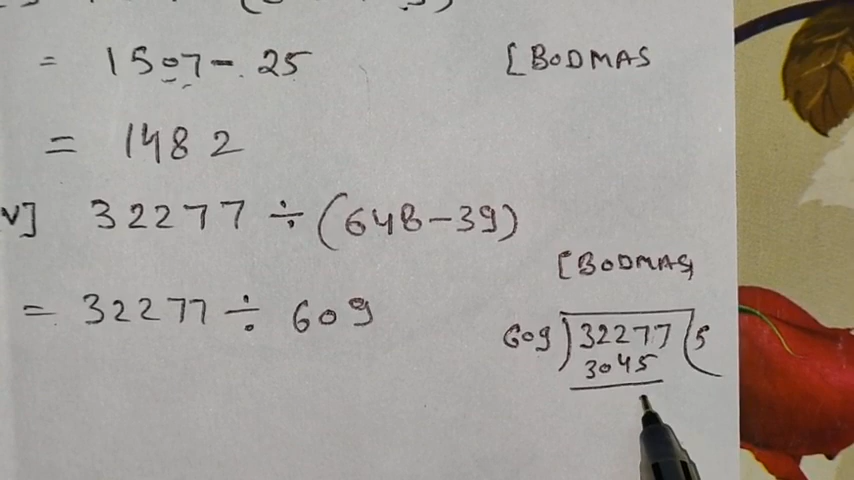 = 1507 - 25 [BODMAS
= 1482
V] 32277 ÷ (648-39)
[BODMAS]
= 32277 ÷ 609
609)32277(5
3045